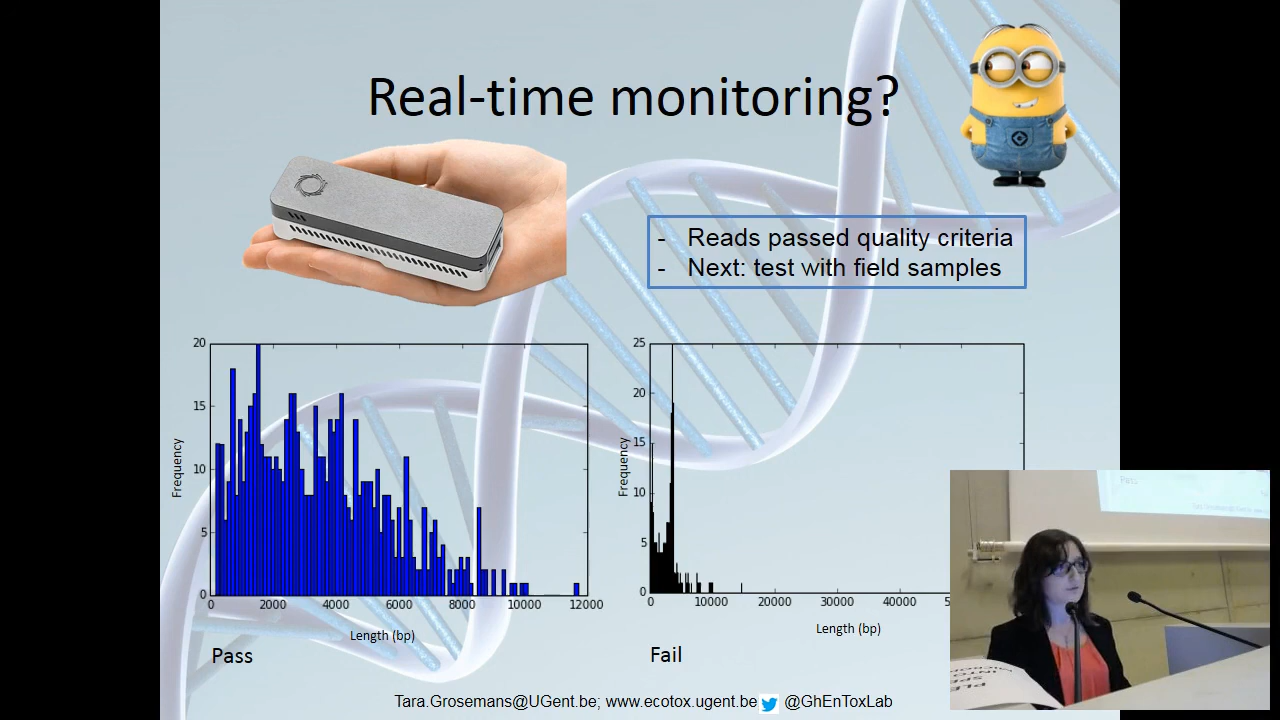 Real-time monitoring?
- Reads passed quality criteria
- Next: test with field samples
20
15
10
5
0
Frequency
0 2000 4000 6000 8000 10000 12000
Length (bp)
Pass
25
20
15
10
5
0
Frequency
0 10000 20000 30000 40000
Length (bp)
Fail
Tara.Grosemans@UGent.be; www.ecotox.ugent.be @GhEnToxLab
Pass